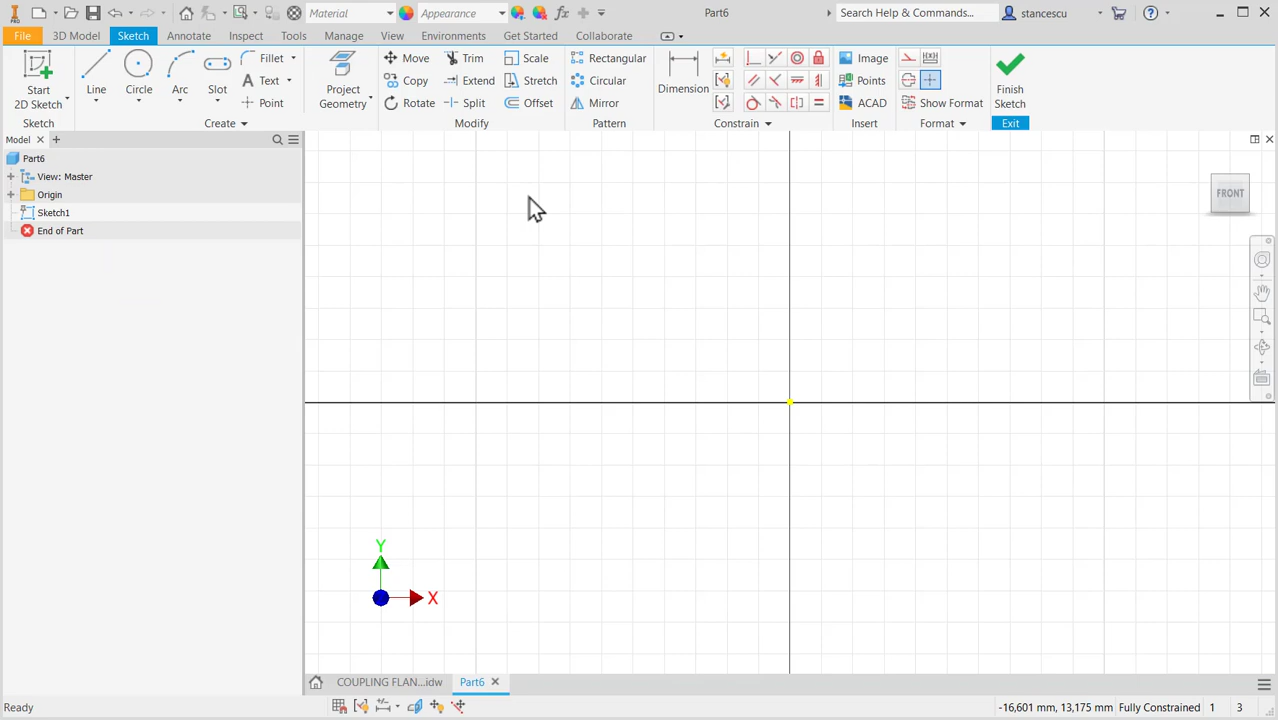 PRO
Material
Appearance
fx
Part6
Search Help & Commands...
stancescu
?
File
3D Model
Sketch
Annotate
Inspect
Tools
Manage
View
Environments
Get Started
Collaborate
Start
2D Sketch
Line
Circle
Arc
Slot
Fillet
Text
Point
Project
Geometry
Move
Copy
Rotate
Trim
Extend
Split
Scale
Stretch
Offset
Rectangular
Circular
Mirror
Dimension
Image
Points
ACAD
Show Format
Finish
Sketch
Sketch
Create
Modify
Pattern
Constrain
Insert
Format
Exit
Model
Part6
View: Master
Origin
Sketch1
End of Part
FRONT
Y
X
COUPLING FLAN...idw
Part6
Ready
-16,601 mm, 13,175 mm
Fully Constrained
1
3